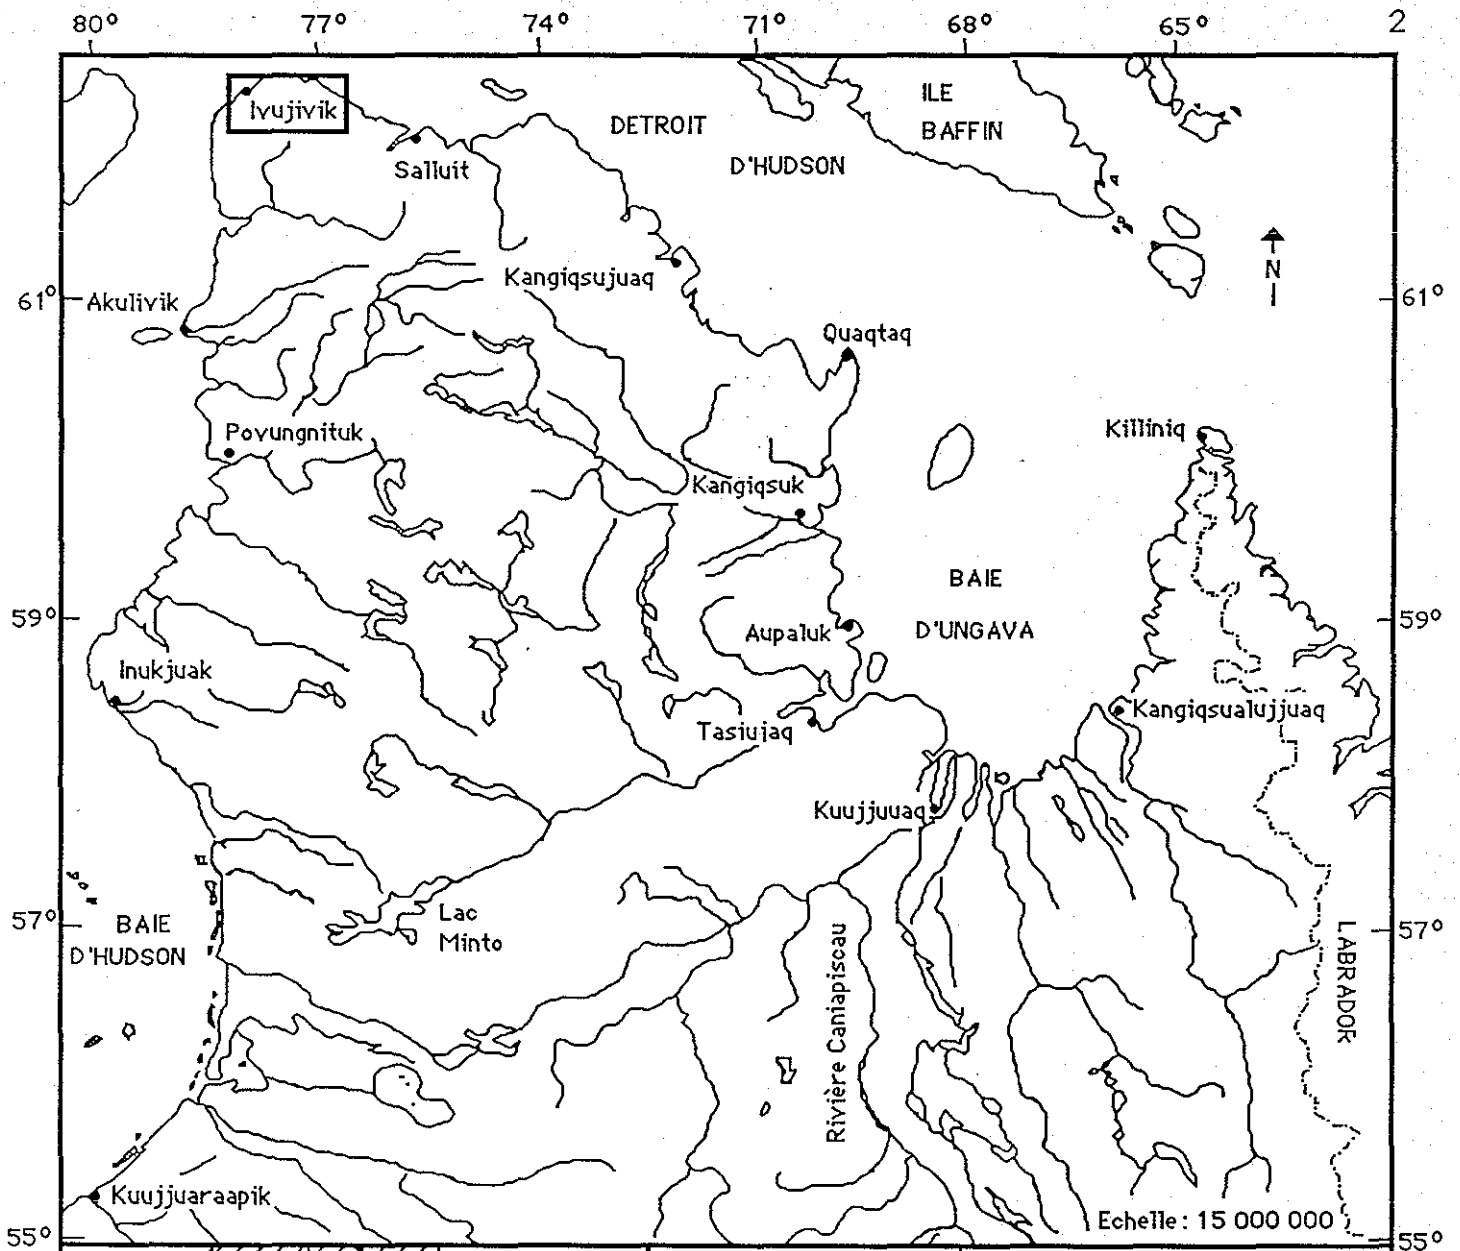 80° 77° 74° 71° 68° 65° 2
ILE
BAFFIN
Ivujivik
DETROIT
D'HUDSON
Salluit
N
Kangiqsujuaq
61° Akulivik 61°
Quaqtaq
Killiniq
Povungnituk
Kangiqsuk
BAIE
D'UNGAVA
59° 59°
Aupaluk
Inukjuak
Kangiqsualujjuaq
Tasiujaq
Kuujjuuaq
Lac
Minto
57° 57°
BAIE
D'HUDSON
Rivière Caniapiscau
LABRADOR
Kuujjuaraapik
Echelle: 15 000 000
55° 55°